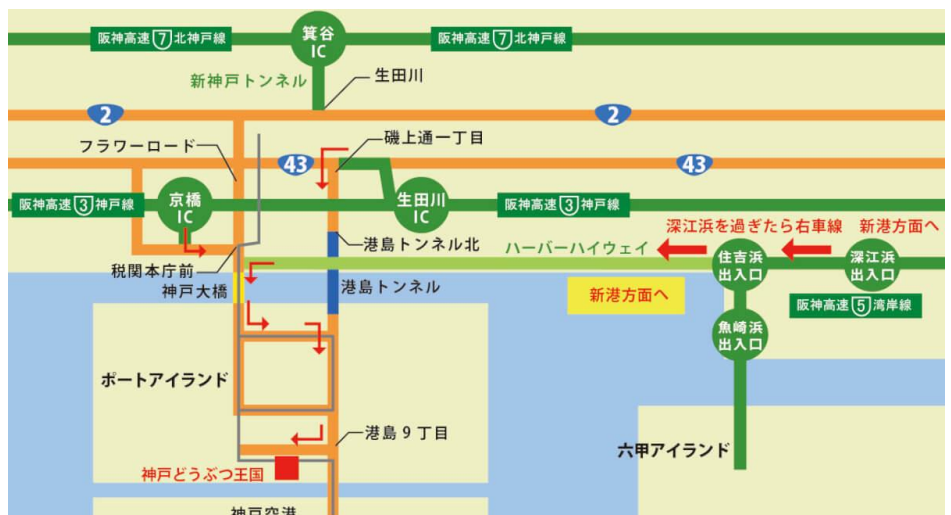 阪神高速7北神戸線
箕谷
IC
阪神高速7北神戸線
新神戸トンネル
生田川
2
2
フラワーロード
磯上通一丁目
43
43
阪神高速3神戸線
京橋
IC
生田川
IC
阪神高速3神戸線
深江浜を過ぎたら右車線
新港方面へ
税関本庁前
港島トンネル北
ハーバーハイウェイ
住吉浜
出入口
深江浜
出入口
神戸大橋
港島トンネル
新港方面へ
阪神高速5湾岸線
魚崎浜
出入口
ポートアイランド
港島9丁目
六甲アイランド
神戸どうぶつ王国
神戸空港